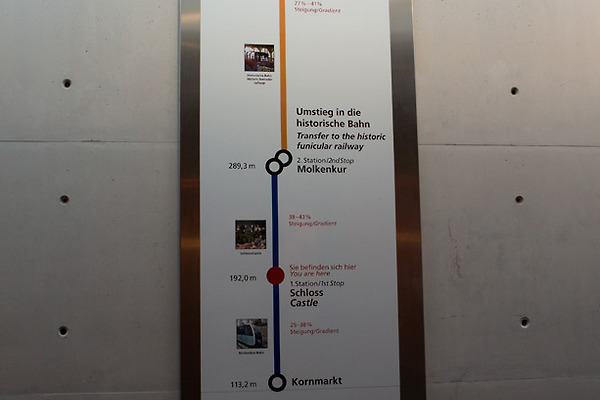 27% - 41%
Steigung/Gradient
Umstieg in die
historische Bahn
Transfer to the historic
funicular railway
2. Station/2nd Stop
289,3 m
Molkenkur
38 - 43%
Steigung/Gradient
Sie befinden sich hier
You are here
192,0 m
1. Station/1st Stop
Schloss
Castle
25 - 38%
Steigung/Gradient
113,2 m
Kornmarkt